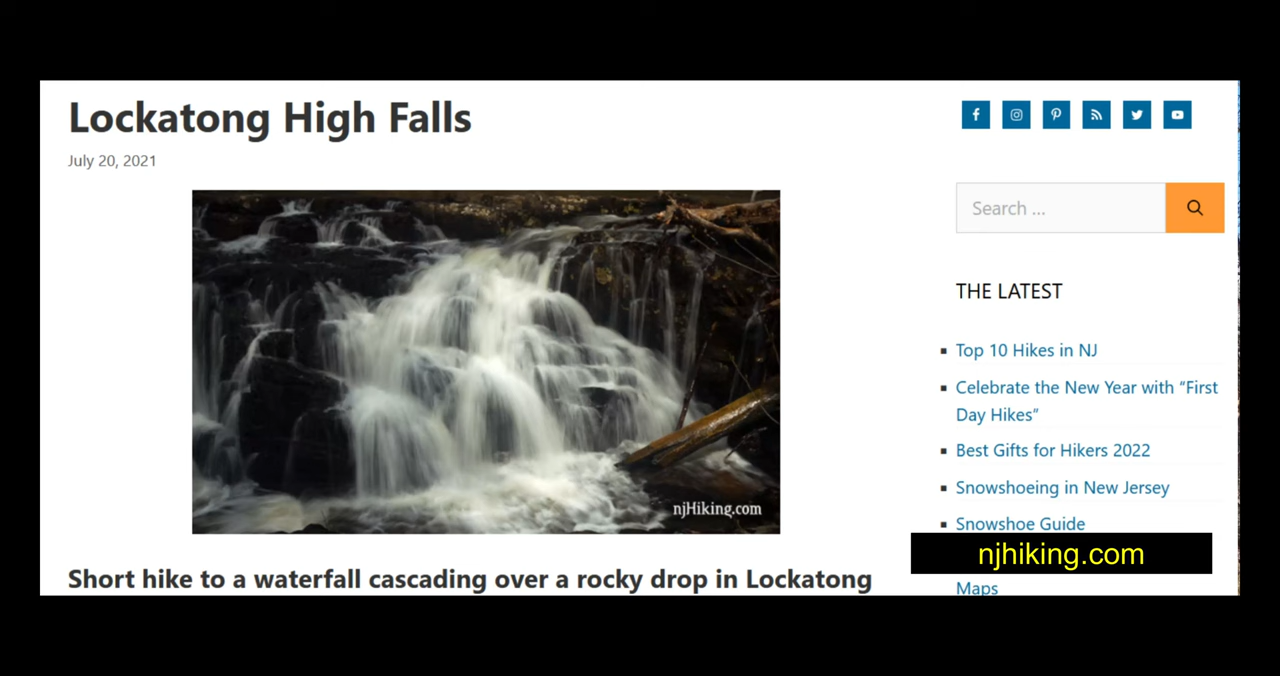 Lockatong High Falls
July 20, 2021
njHiking.com
Short hike to a waterfall cascading over a rocky drop in Lockatong
Search ...
THE LATEST
Top 10 Hikes in NJ
Celebrate the New Year with “First
Day Hikes”
Best Gifts for Hikers 2022
Snowshoeing in New Jersey
Snowshoe Guide
njhiking.com
Maps